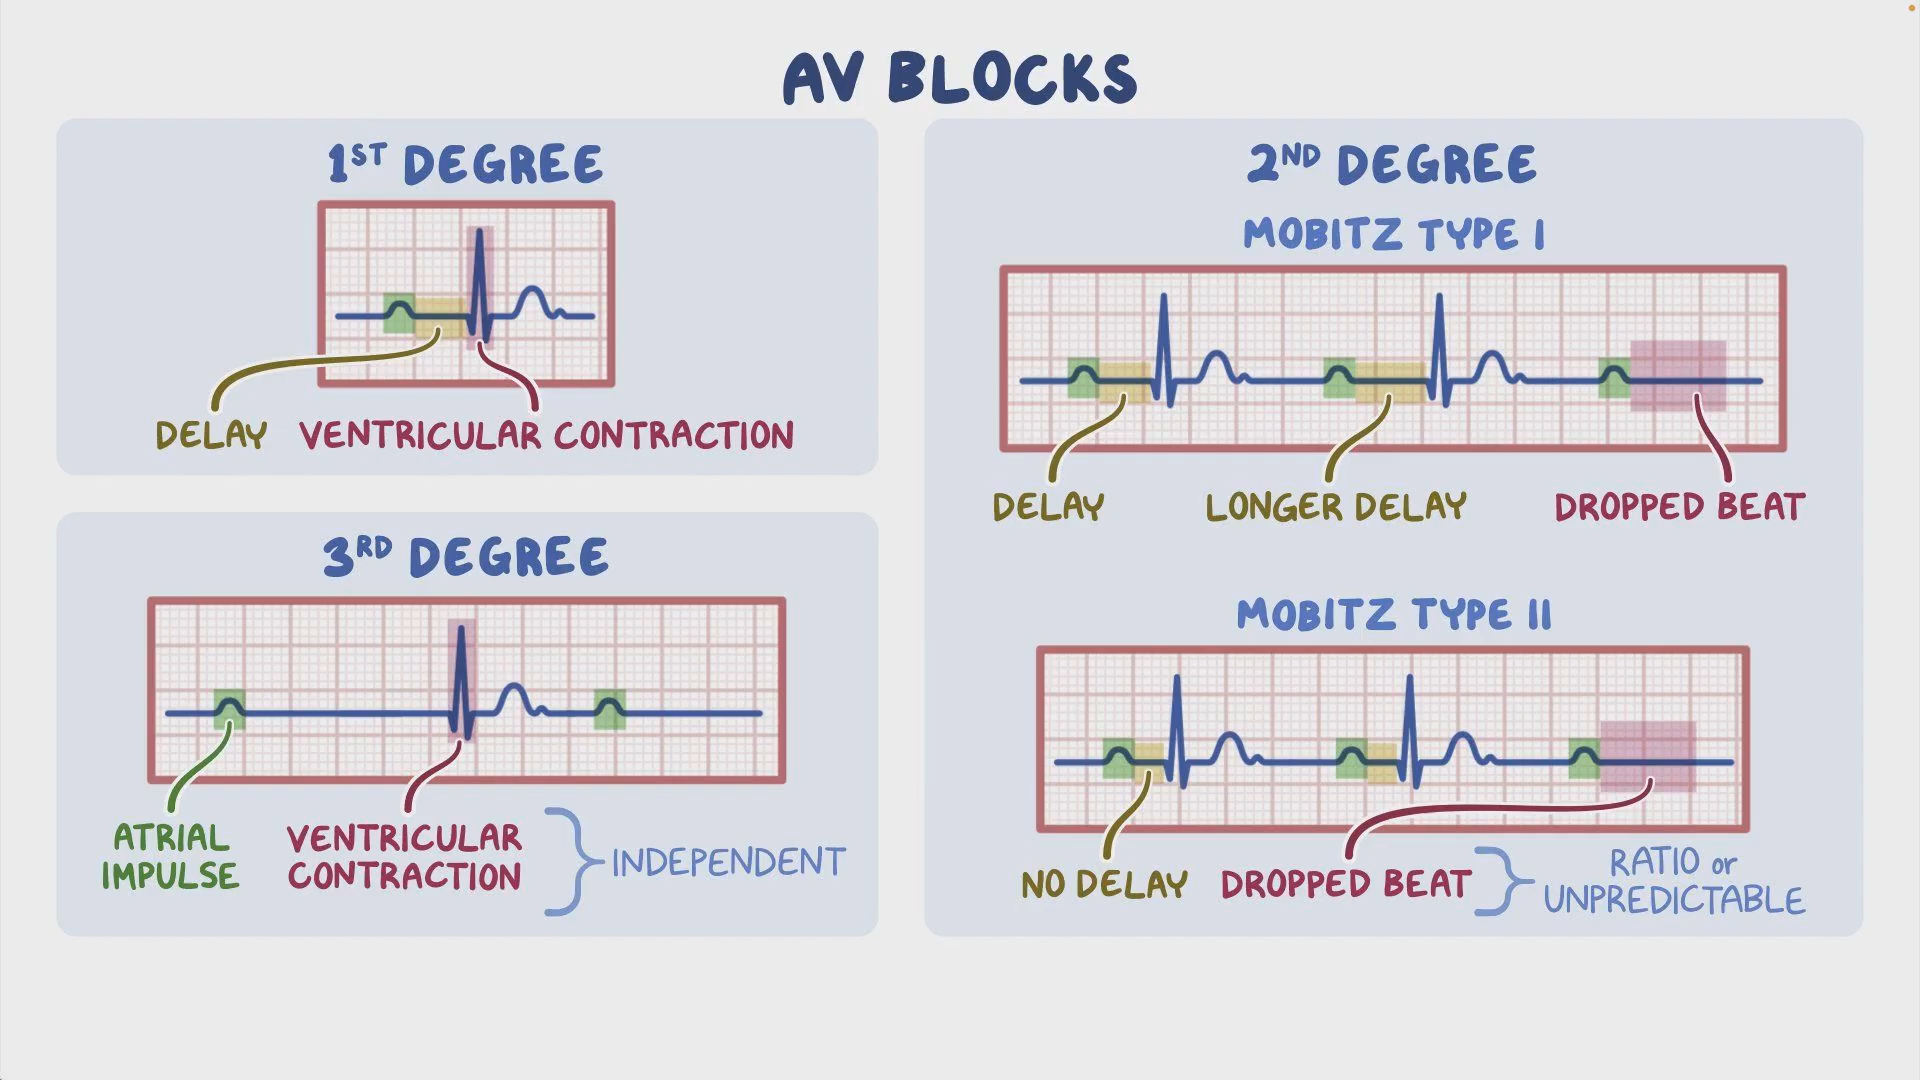 AV BLOCKS
1ST DEGREE
DELAY
VENTRICULAR CONTRACTION
3RD DEGREE
ATRIAL
IMPULSE
VENTRICULAR
CONTRACTION
INDEPENDENT
2ND DEGREE
MOBITZ TYPE I
DELAY
LONGER DELAY
DROPPED BEAT
MOBITZ TYPE II
NO DELAY
DROPPED BEAT
RATIO or
UNPREDICTABLE